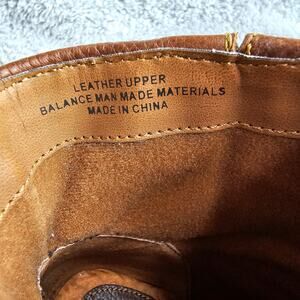 LEATHER UPPER
BALANCE MAN MADE MATERIALS
MADE IN CHINA